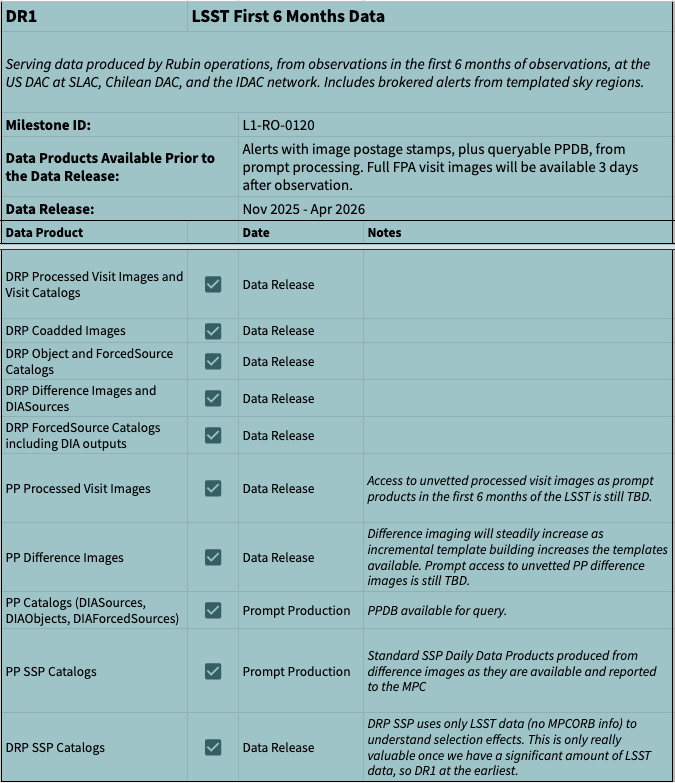 DR1 LSST First 6 Months Data
Serving data produced by Rubin operations, from observations in the first 6 months of observations, at the
US DAC at SLAC, Chilean DAC, and the IDAC network. Includes brokered alerts from templated sky regions.
Milestone ID: L1-RO-0120
Data Products Available Prior to
the Data Release:
Alerts with image postage stamps, plus queryable PPDB, from
prompt processing. Full FPA visit images will be available 3 days
after observation.
Data Release: Nov 2025 - Apr 2026
Data Product Date Notes
DRP Processed Visit Images and
Visit Catalogs
Data Release
DRP Coadded Images Data Release
DRP Object and ForcedSource
Catalogs
Data Release
DRP Difference Images and
DIASources
Data Release
DRP ForcedSource Catalogs
including DIA outputs
Data Release
PP Processed Visit Images Data Release
Access to unvetted processed visit images as prompt
products in the first 6 months of the LSST is still TBD.
PP Difference Images Data Release
Difference imaging will steadily increase as
incremental template building increases the templates
available. Prompt access to unvetted PP difference
images is still TBD.
PP Catalogs (DIASources,
DIAObjects, DIAForcedSources)
Prompt Production PPDB available for query.
PP SSP Catalogs Prompt Production
Standard SSP Daily Data Products produced from
difference images as they are available and reported
to the MPC
DRP SSP Catalogs Data Release
DRP SSP uses only LSST data (no MPCORB info) to
understand selection effects. This is only really
valuable once we have a significant amount of LSST
data, so DR1 at the earliest.